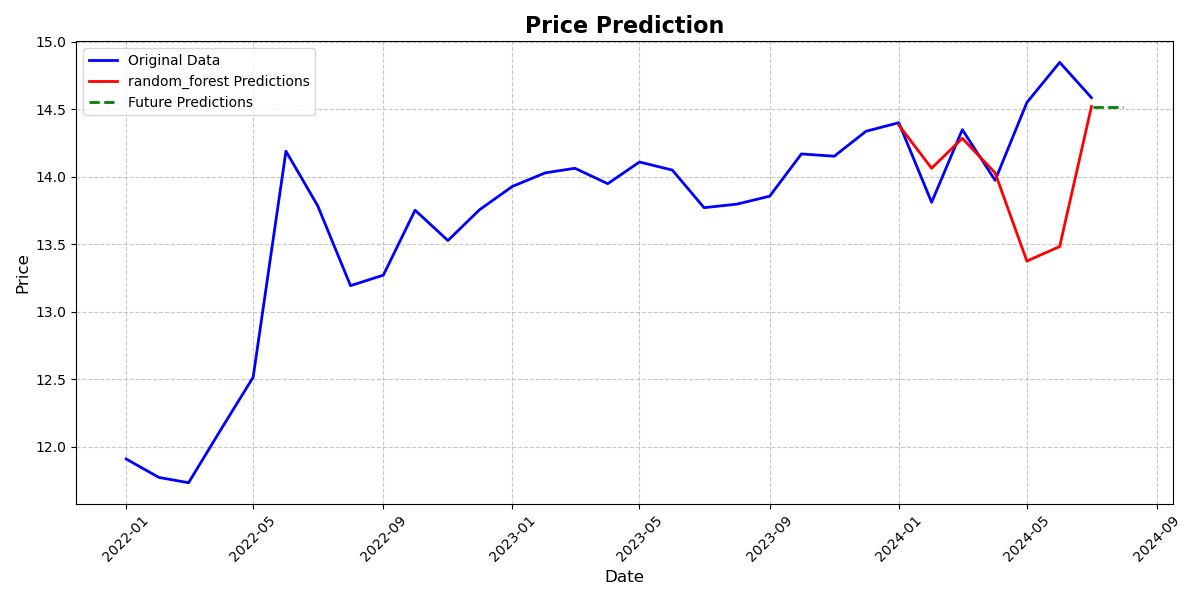 Price Prediction
Original Data
random_forest Predictions
Future Predictions
Price
15.0
14.5
14.0
13.5
13.0
12.5
12.0
2022-01
2022-05
2022-09
2023-01
2023-05
2023-09
2024-01
2024-05
2024-09
Date